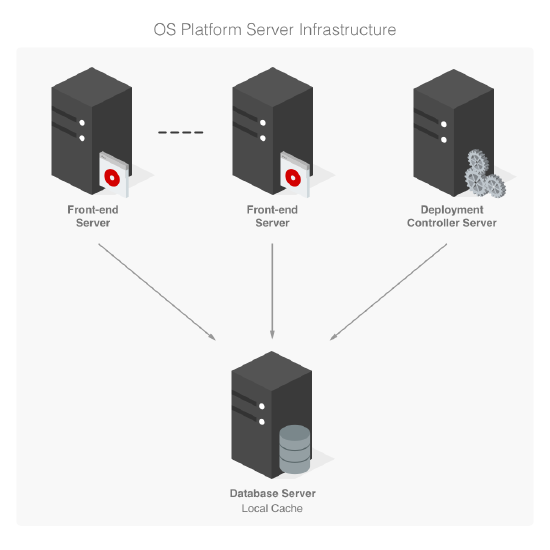 OS Platform Server Infrastructure
Front-end
Server
Front-end
Server
Deployment
Controller Server
Database Server
Local Cache